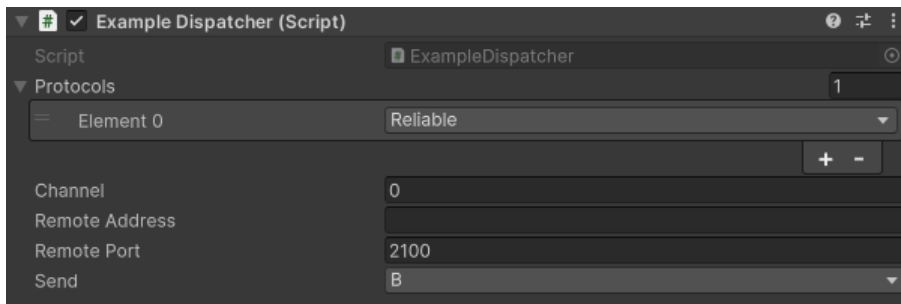 Example Dispatcher (Script)
Script ExampleDispatcher
Protocols 1
Element 0 Reliable
+ -
Channel 0
Remote Address
Remote Port 2100
Send B